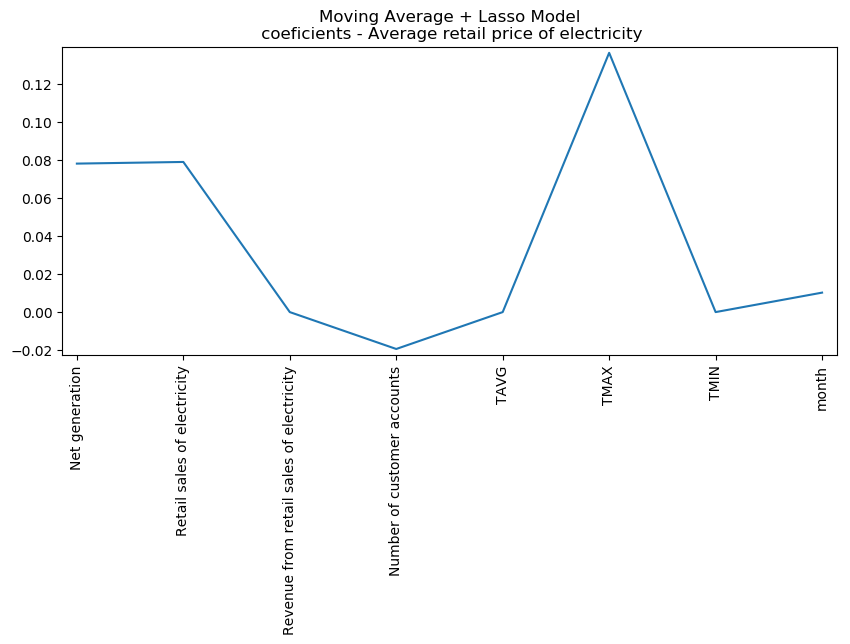 Moving Average + Lasso Model
coeficients - Average retail price of electricity
0.12
0.10
0.08
0.06
0.04
0.02
0.00
−0.02
Net generation
Retail sales of electricity
Revenue from retail sales of electricity
Number of customer accounts
TAVG
TMAX
TMIN
month